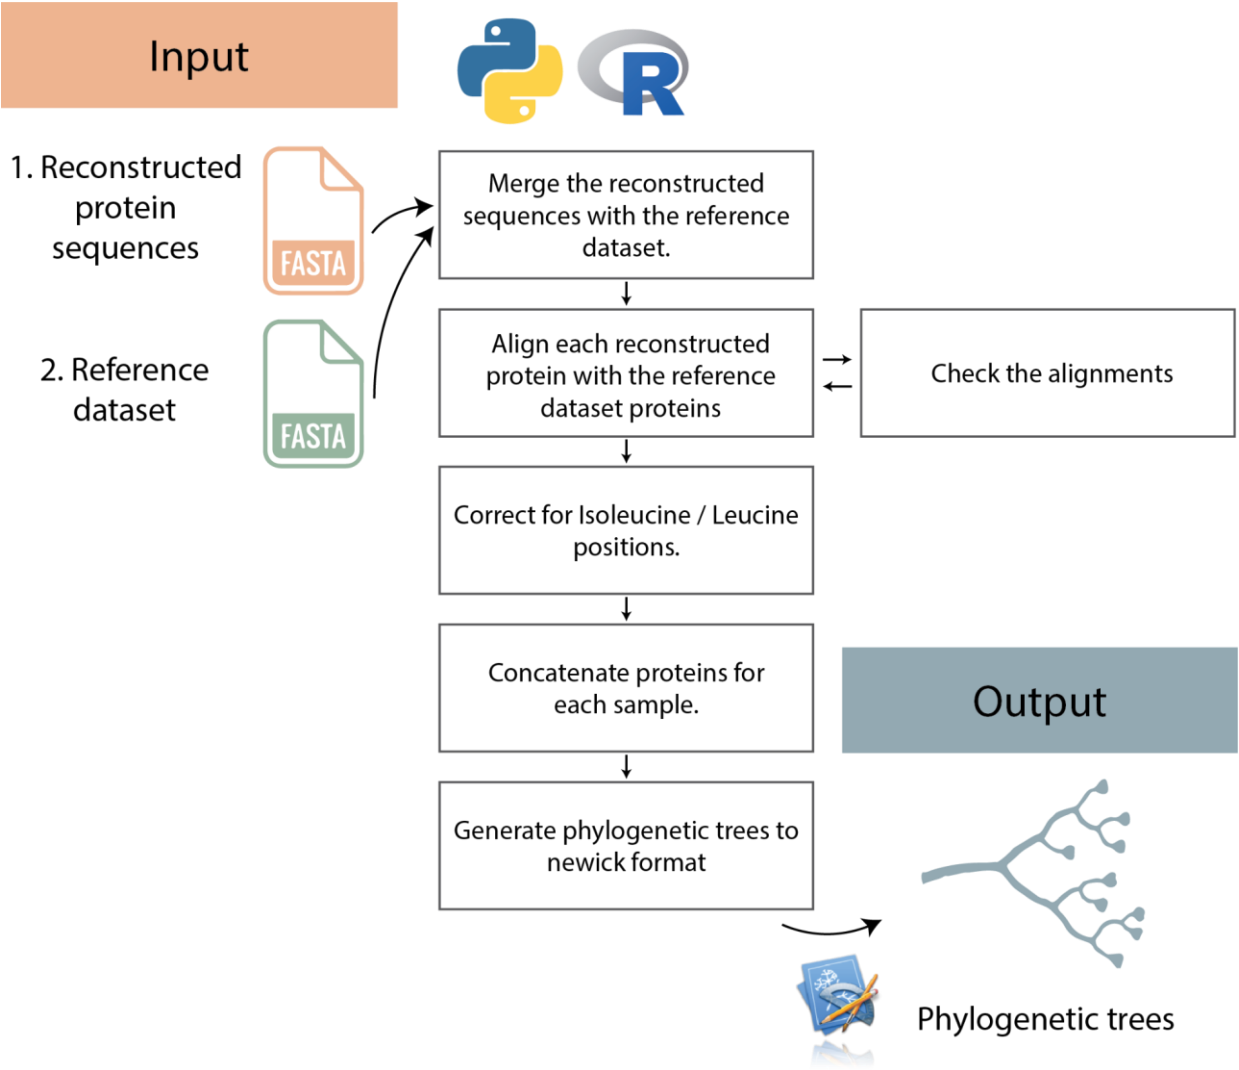 Input
R
1. Reconstructed
protein
sequences
FASTA
2. Reference
dataset
FASTA
Merge the reconstructed
sequences with the reference
dataset.
Align each reconstructed
protein with the reference
dataset proteins
Check the alignments
Correct for Isoleucine / Leucine
positions.
Concatenate proteins for
each sample.
Generate phylogenetic trees to
newick format
Output
Phylogenetic trees